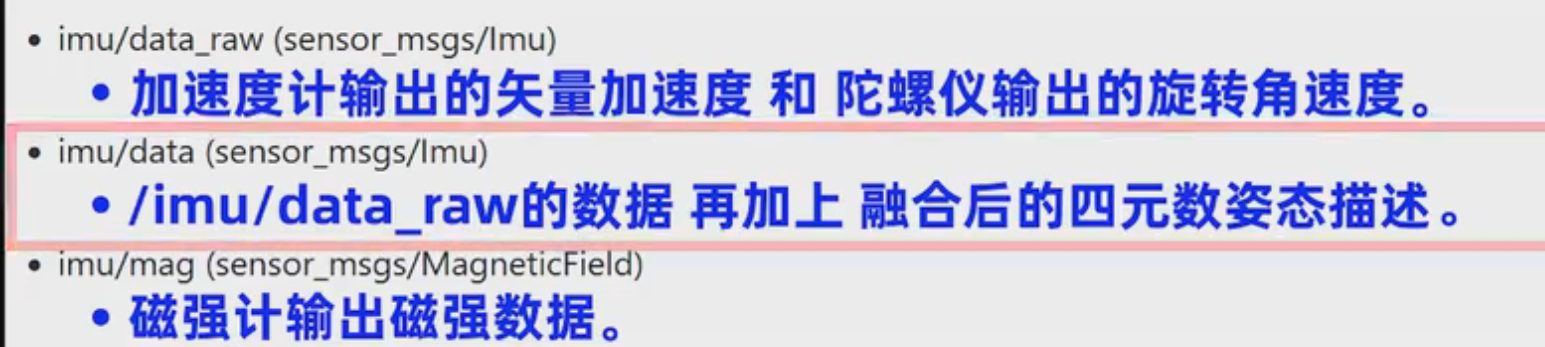 • imu/data_raw (sensor_msgs/Imu)
• 加速度计输出的矢量加速度 和 陀螺仪输出的旋转角速度。
• imu/data (sensor_msgs/Imu)
• /imu/data_raw的数据 再加上 融合后的四元数姿态描述。
• imu/mag (sensor_msgs/MagneticField)
• 磁强计输出磁强数据。